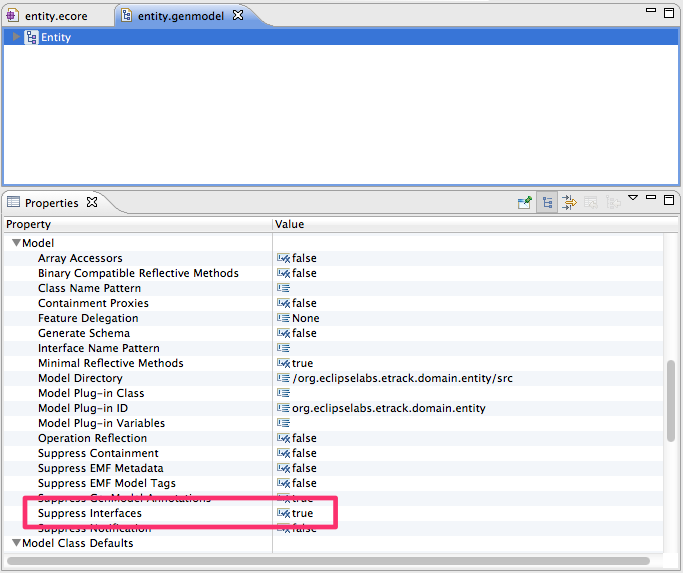 entity.ecore entity.genmodel
Entity
Properties
Property Value
Model
Array Accessors false
Binary Compatible Reflective Methods false
Class Name Pattern
Containment Proxies false
Feature Delegation None
Generate Schema false
Interface Name Pattern
Minimal Reflective Methods true
Model Directory /org.eclipselabs.etrack.domain.entity/src
Model Plug-in Class
Model Plug-in ID org.eclipselabs.etrack.domain.entity
Model Plug-in Variables
Operation Reflection false
Suppress Containment false
Suppress EMF Metadata false
Suppress EMF Model Tags false
Suppress GenModel Annotations true
Suppress Interfaces true
Suppress Notification false
Model Class Defaults